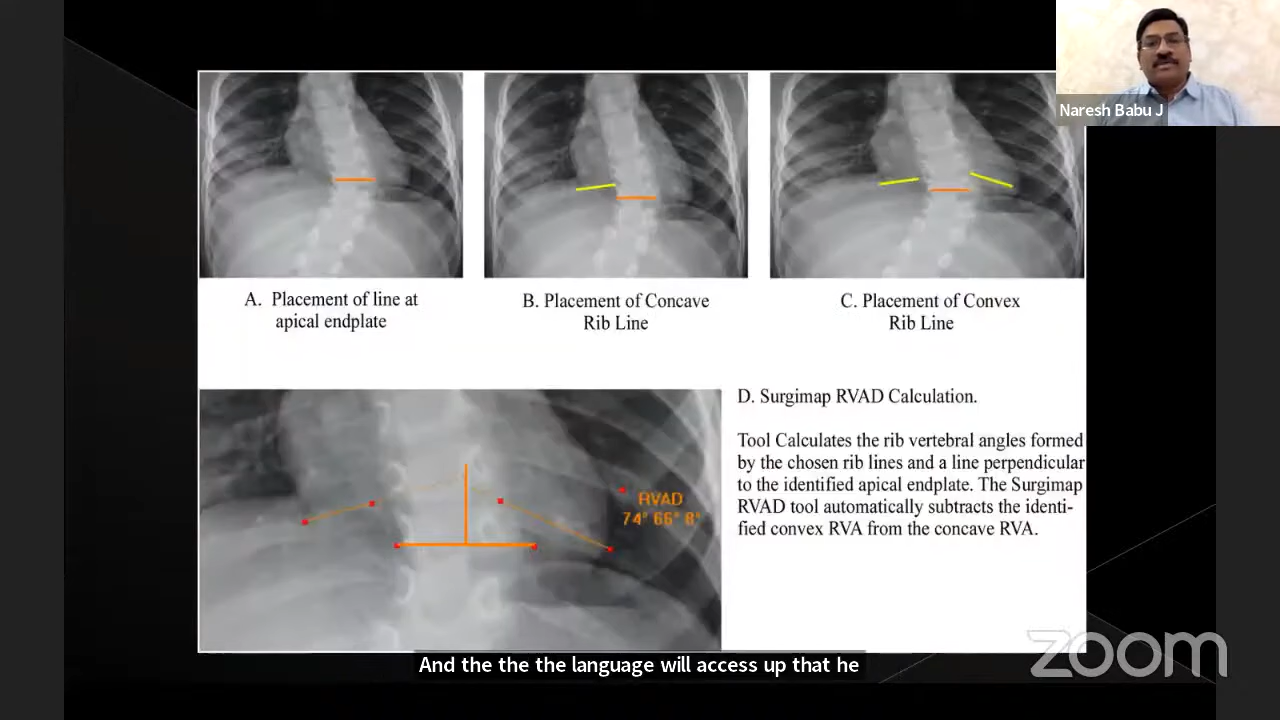 Naresh Babu J
A. Placement of line at
apical endplate
B. Placement of Concave
Rib Line
C. Placement of Convex
Rib Line
RVAD
74° 66° 8°
D. Surgimap RVAD Calculation.
Tool Calculates the rib vertebral angles formed
by the chosen rib lines and a line perpendicular
to the identified apical endplate. The Surgimap
RVAD tool automatically subtracts the identi-
fied convex RVA from the concave RVA.
zoom
And the the the language will access up that he